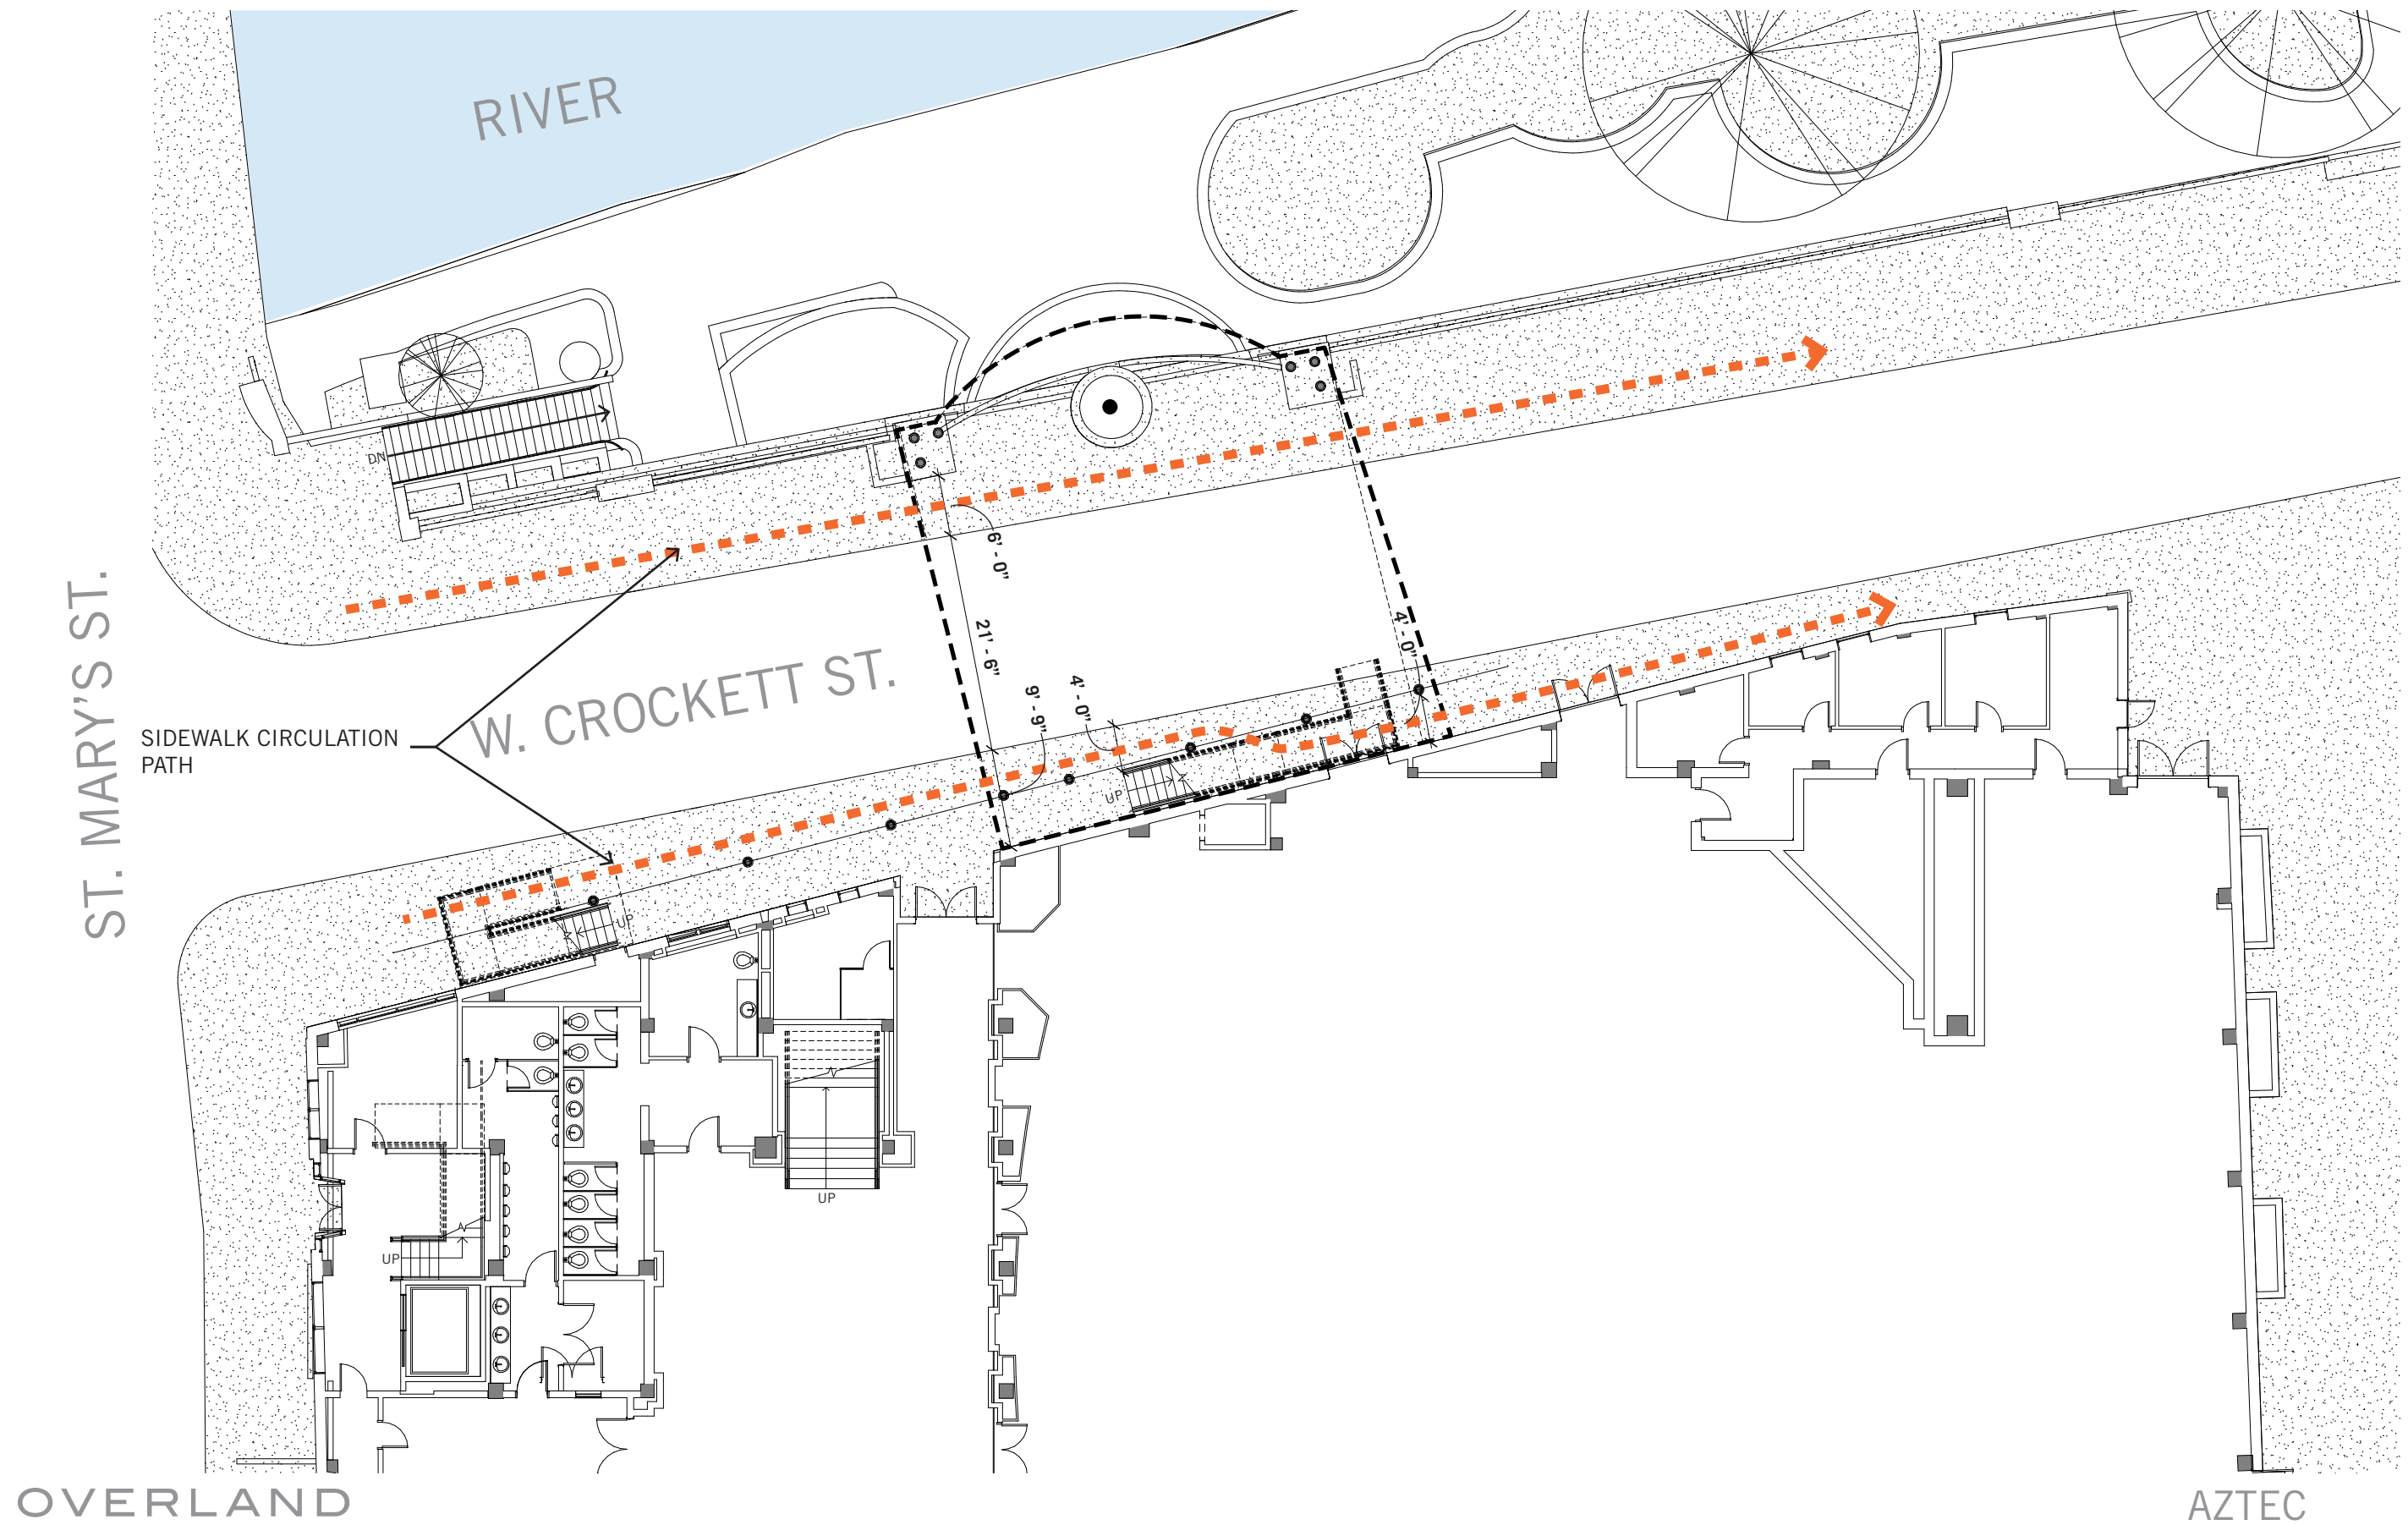 RIVER
DN
6' - 0"
21' - 6"
4' - 0"
9' - 9"
4' - 0"
ST. MARY'S ST.
W. CROCKETT ST.
SIDEWALK CIRCULATION
PATH
UP
UP
UP
UP
OVERLAND
AZTEC